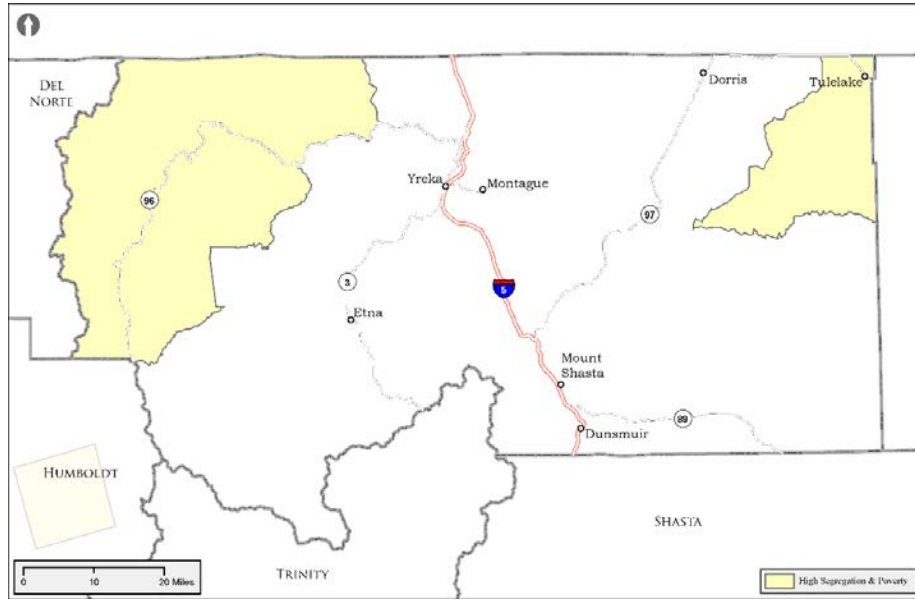 DEL
NORTE
Dorris
Tulelake
Yreka
Montague
96
97
3
5
Etna
Mount
Shasta
89
Dunsmuir
HUMBOLDT
SHASTA
TRINITY
0 10 20 Miles
High Segregation & Poverty